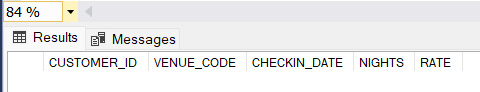 84 %
Results Messages
CUSTOMER_ID VENUE_CODE CHECKIN_DATE NIGHTS RATE